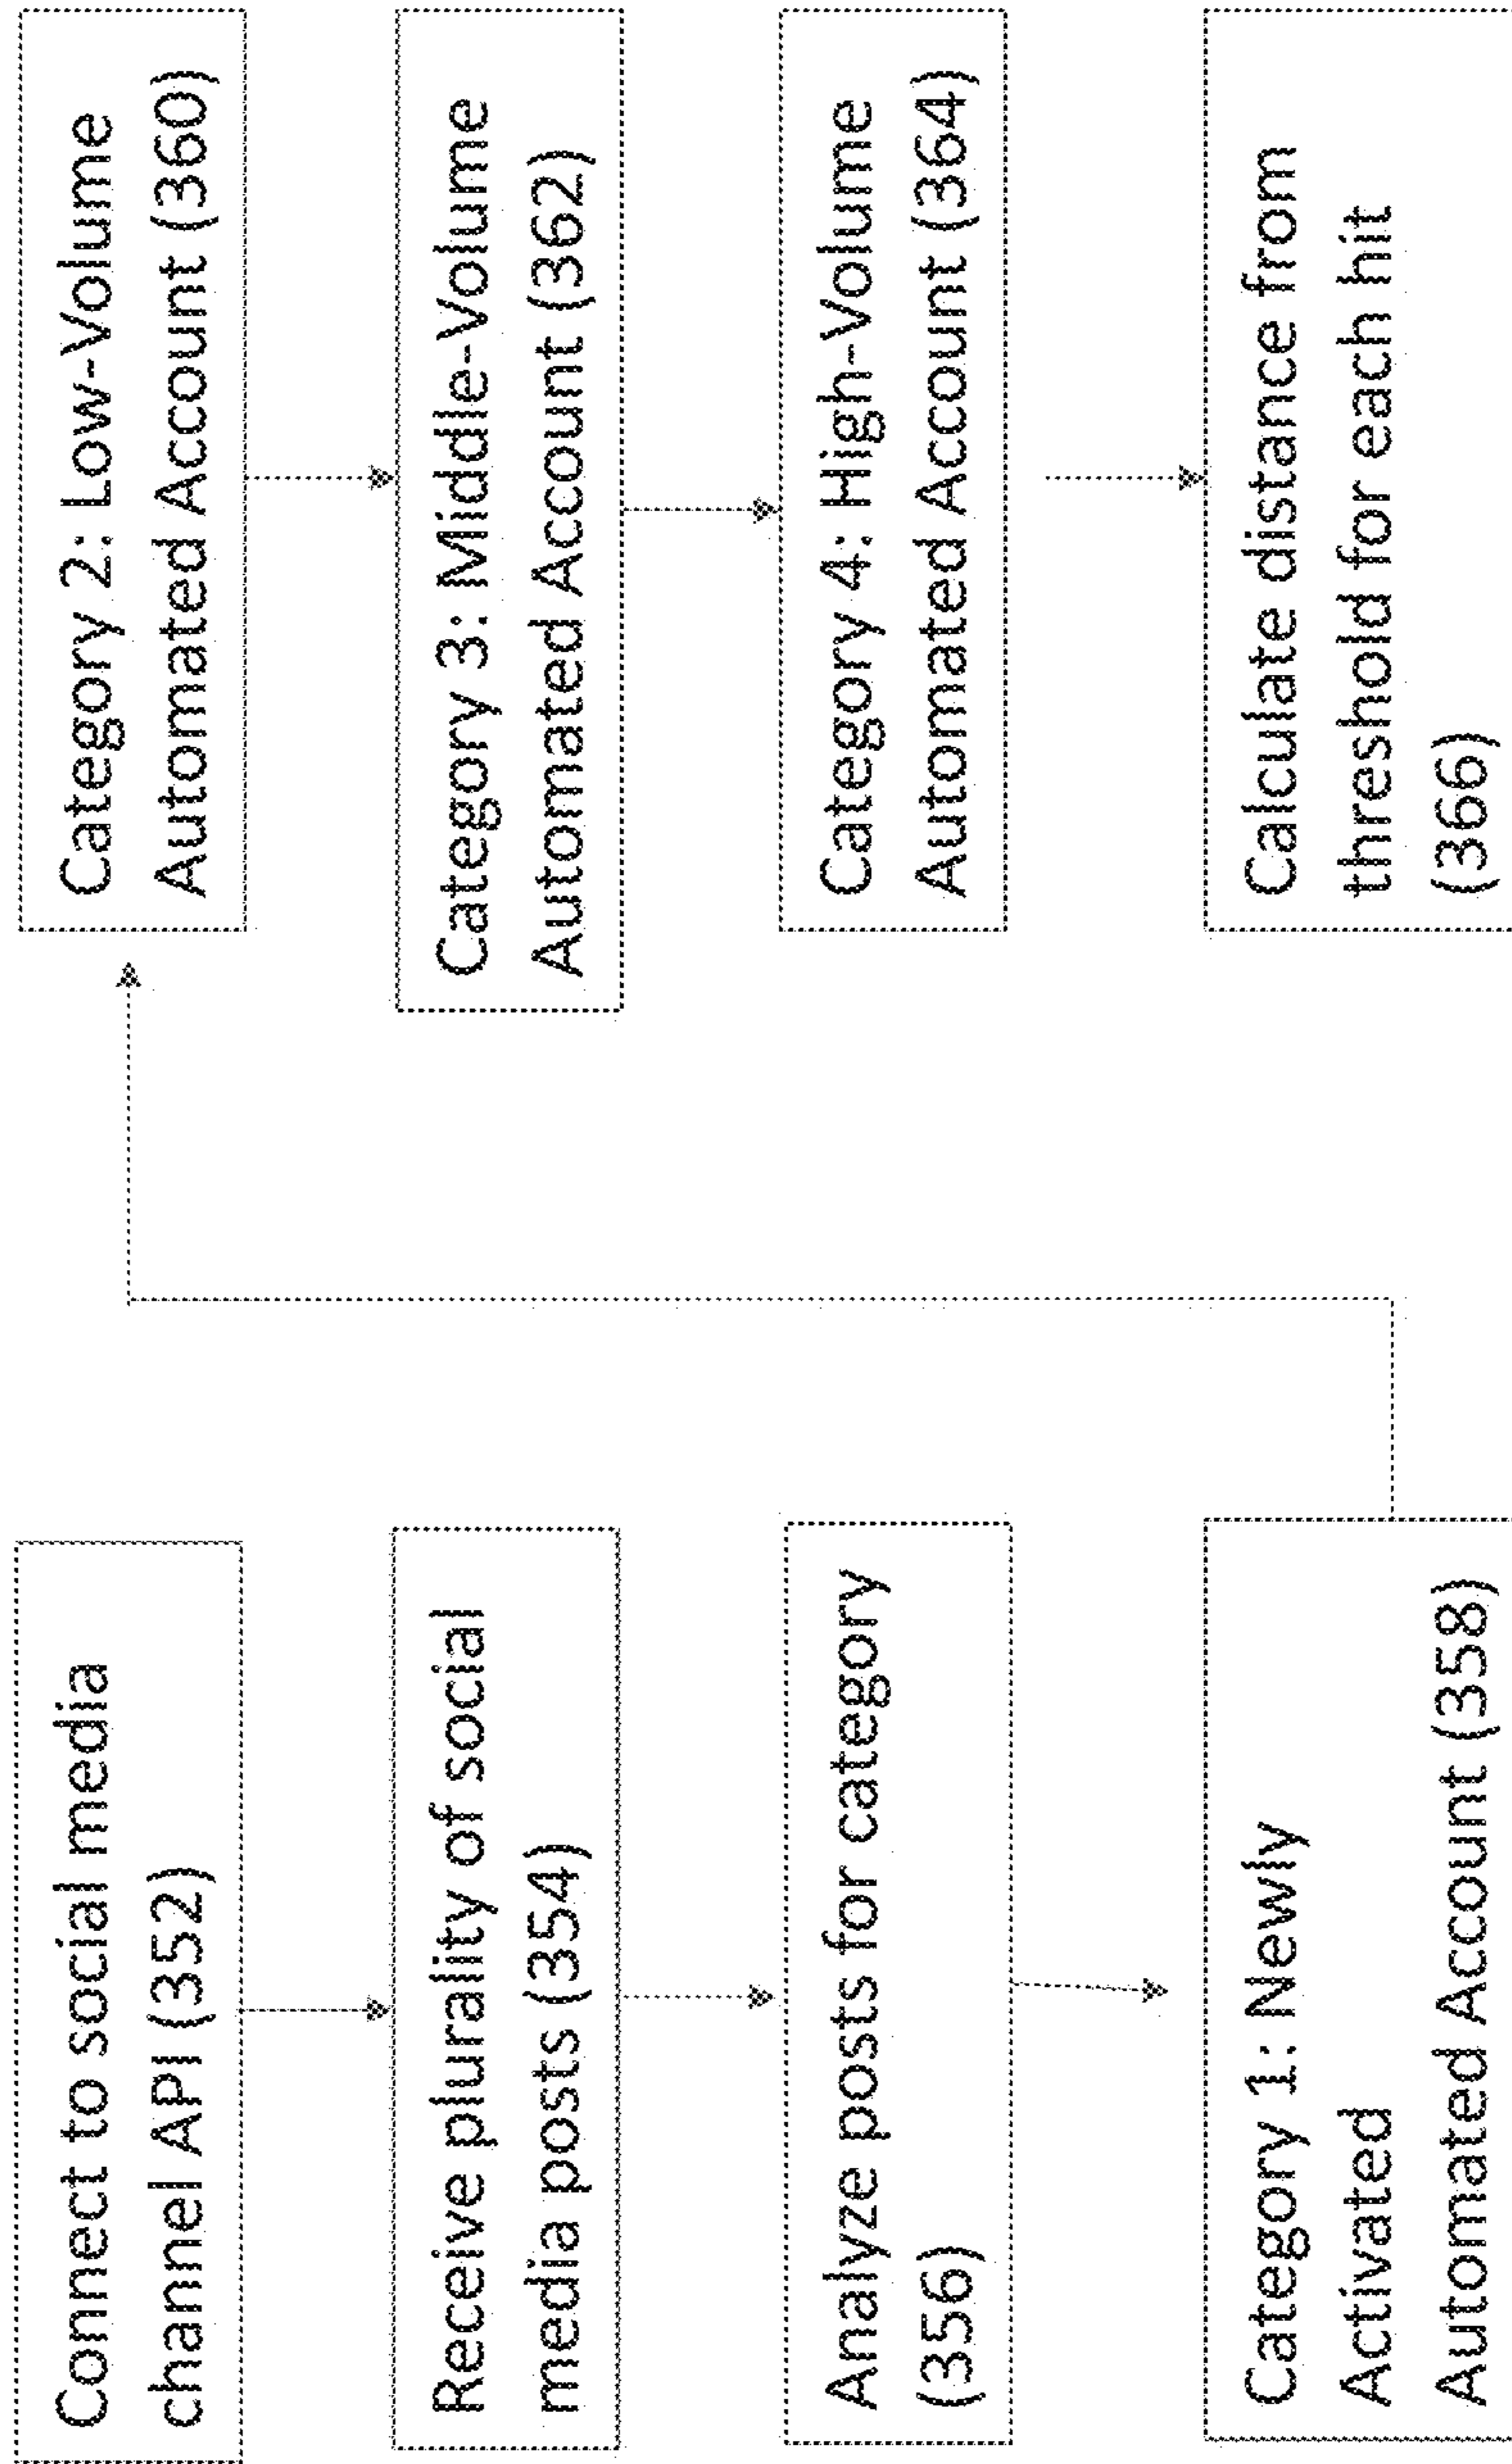 Connect to social media
channel API (352)
Receive plurality of social
media posts (354)
Analyze posts for category
(356)
Category 1: Newly
Activated
Automated Account (358)
Category 2: Low-Volume
Automated Account (360)
Category 3: Middle-Volume
Automated Account (362)
Category 4: High-Volume
Automated Account (364)
Calculate distance from
threshold for each hit
(366)